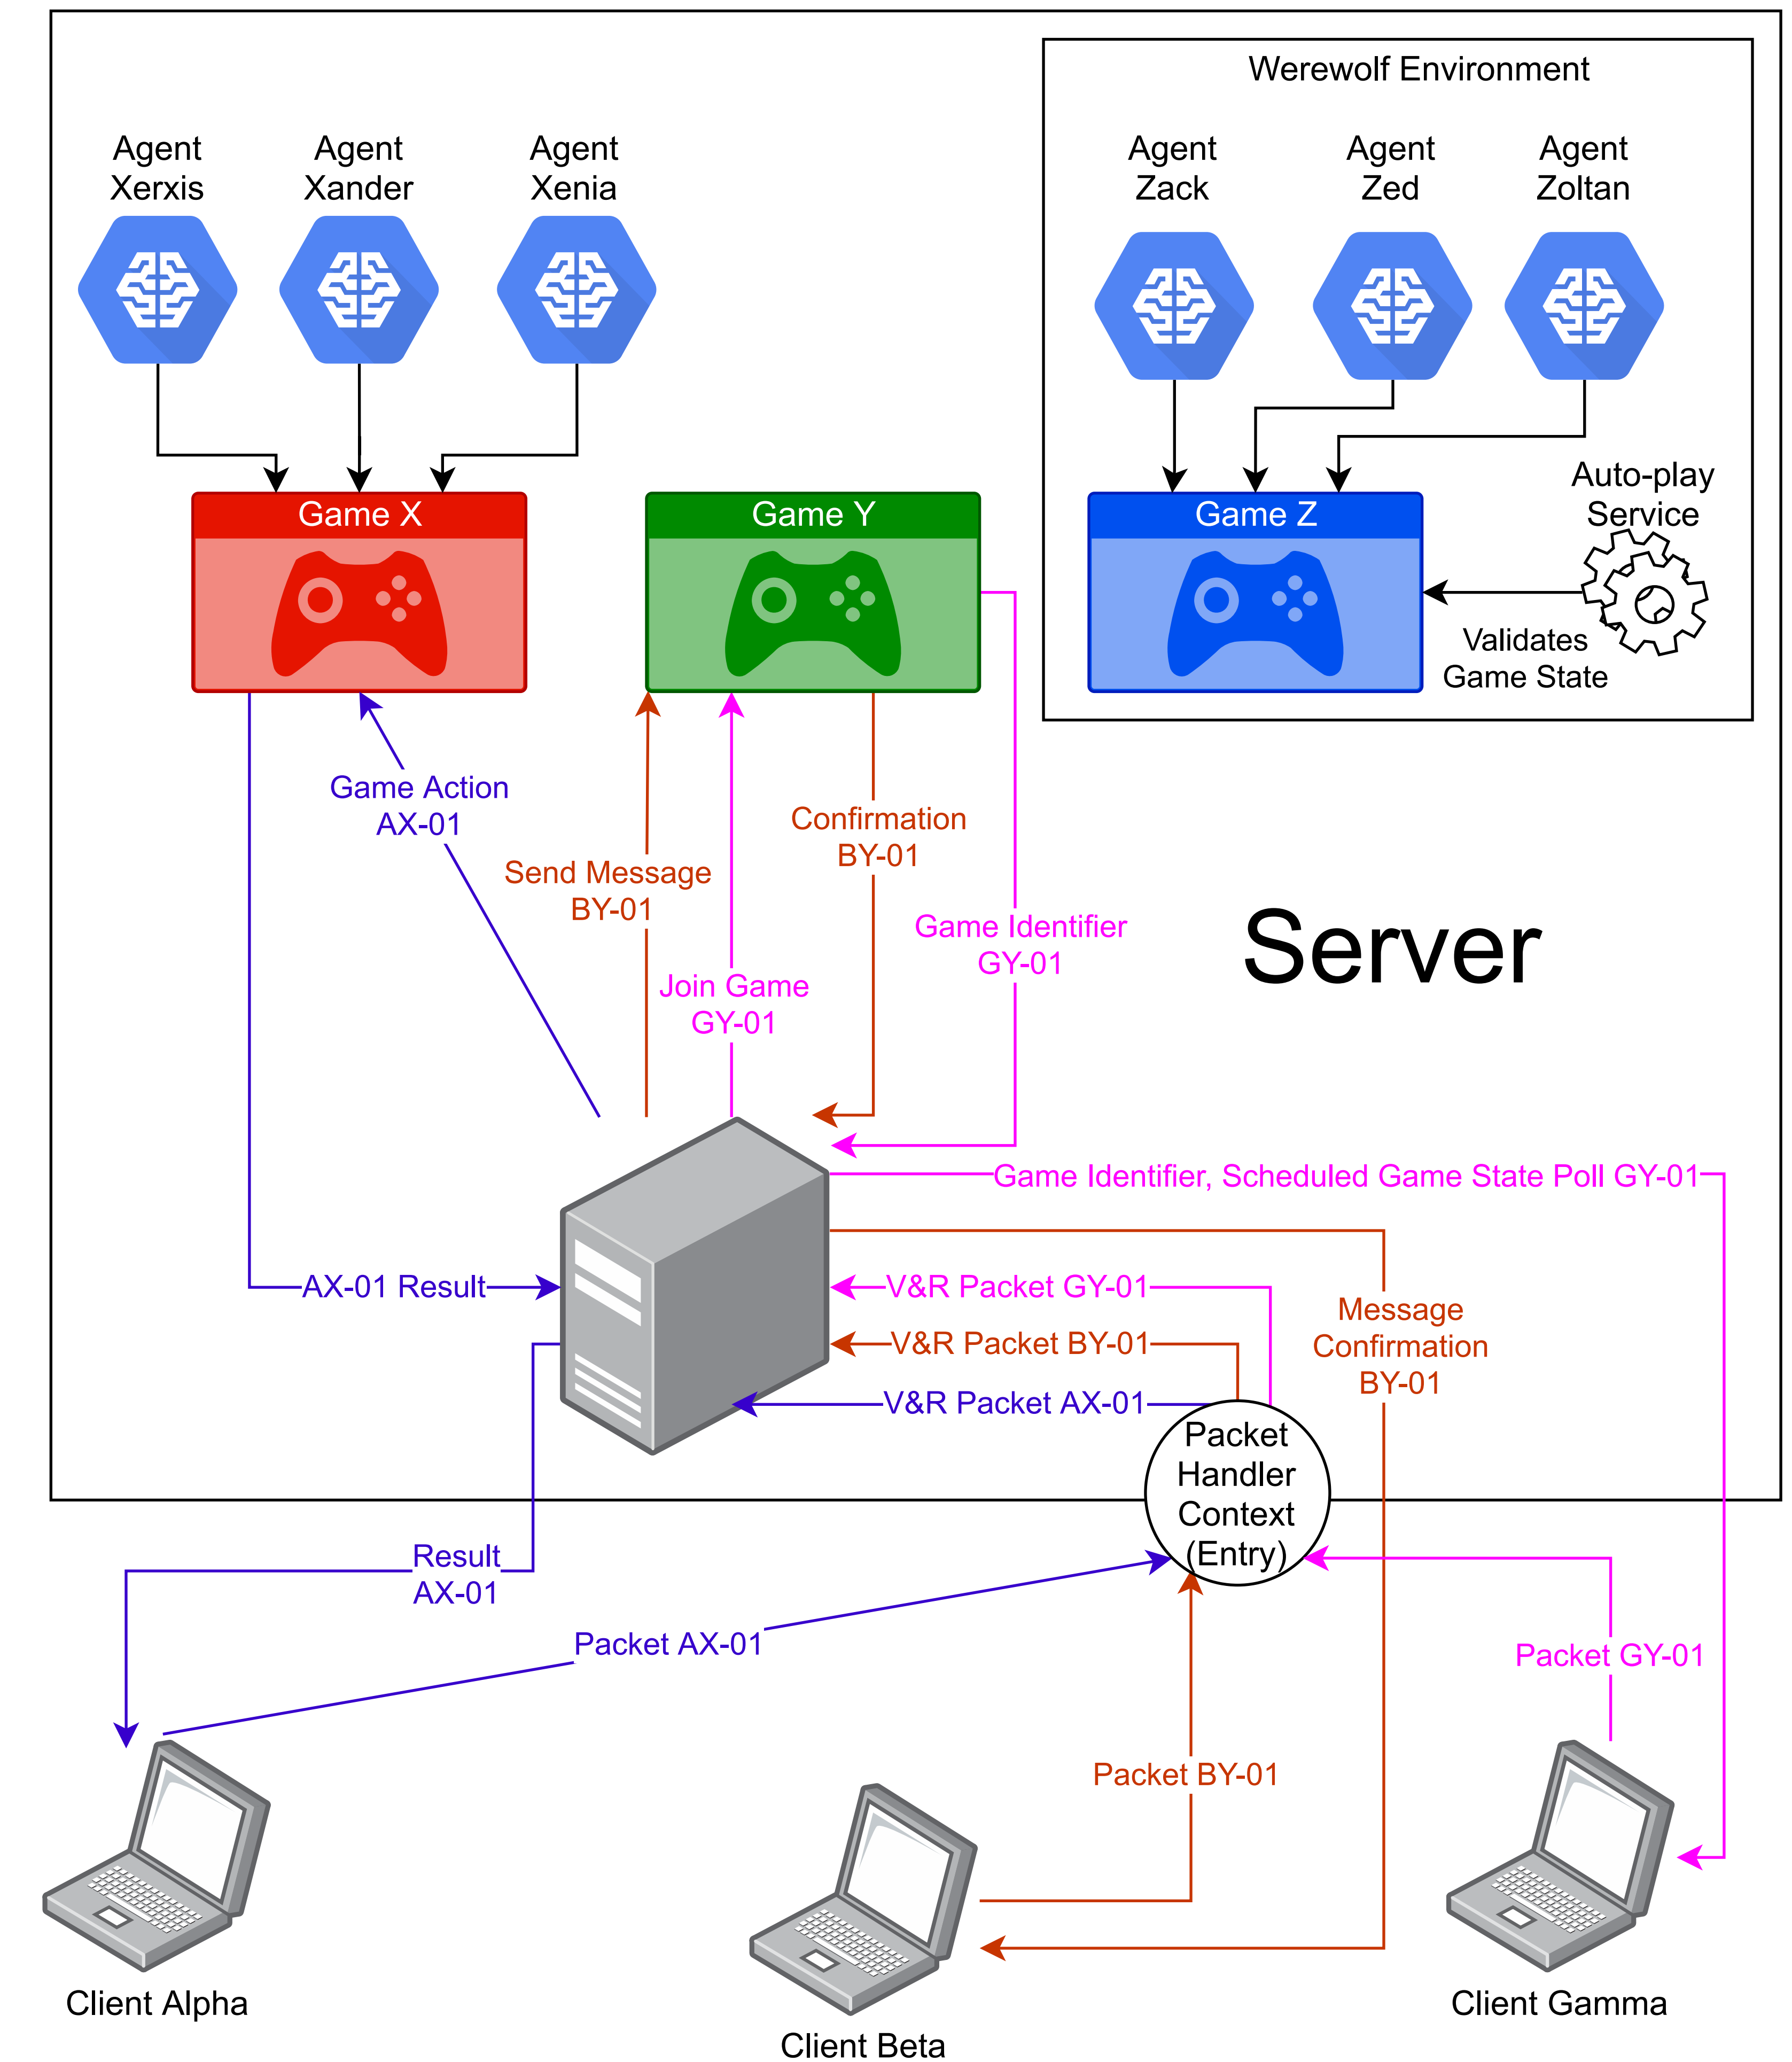 Werewolf Environment
Agent
Xerxis
Agent
Xander
Agent
Xenia
Agent
Zack
Agent
Zed
Agent
Zoltan
Auto-play
Service
Game X
Game Y
Game Z
Validates
Game State
Game Action
AX-01
Send Message
BY-01
Confirmation
BY-01
Join Game
GY-01
Game Identifier
GY-01
Server
Game Identifier, Scheduled Game State Poll GY-01
AX-01 Result
V&R Packet GY-01
V&R Packet BY-01
V&R Packet AX-01
Message
Confirmation
BY-01
Packet
Handler
Context
(Entry)
Result
AX-01
Packet AX-01
Packet GY-01
Packet BY-01
Client Alpha
Client Beta
Client Gamma